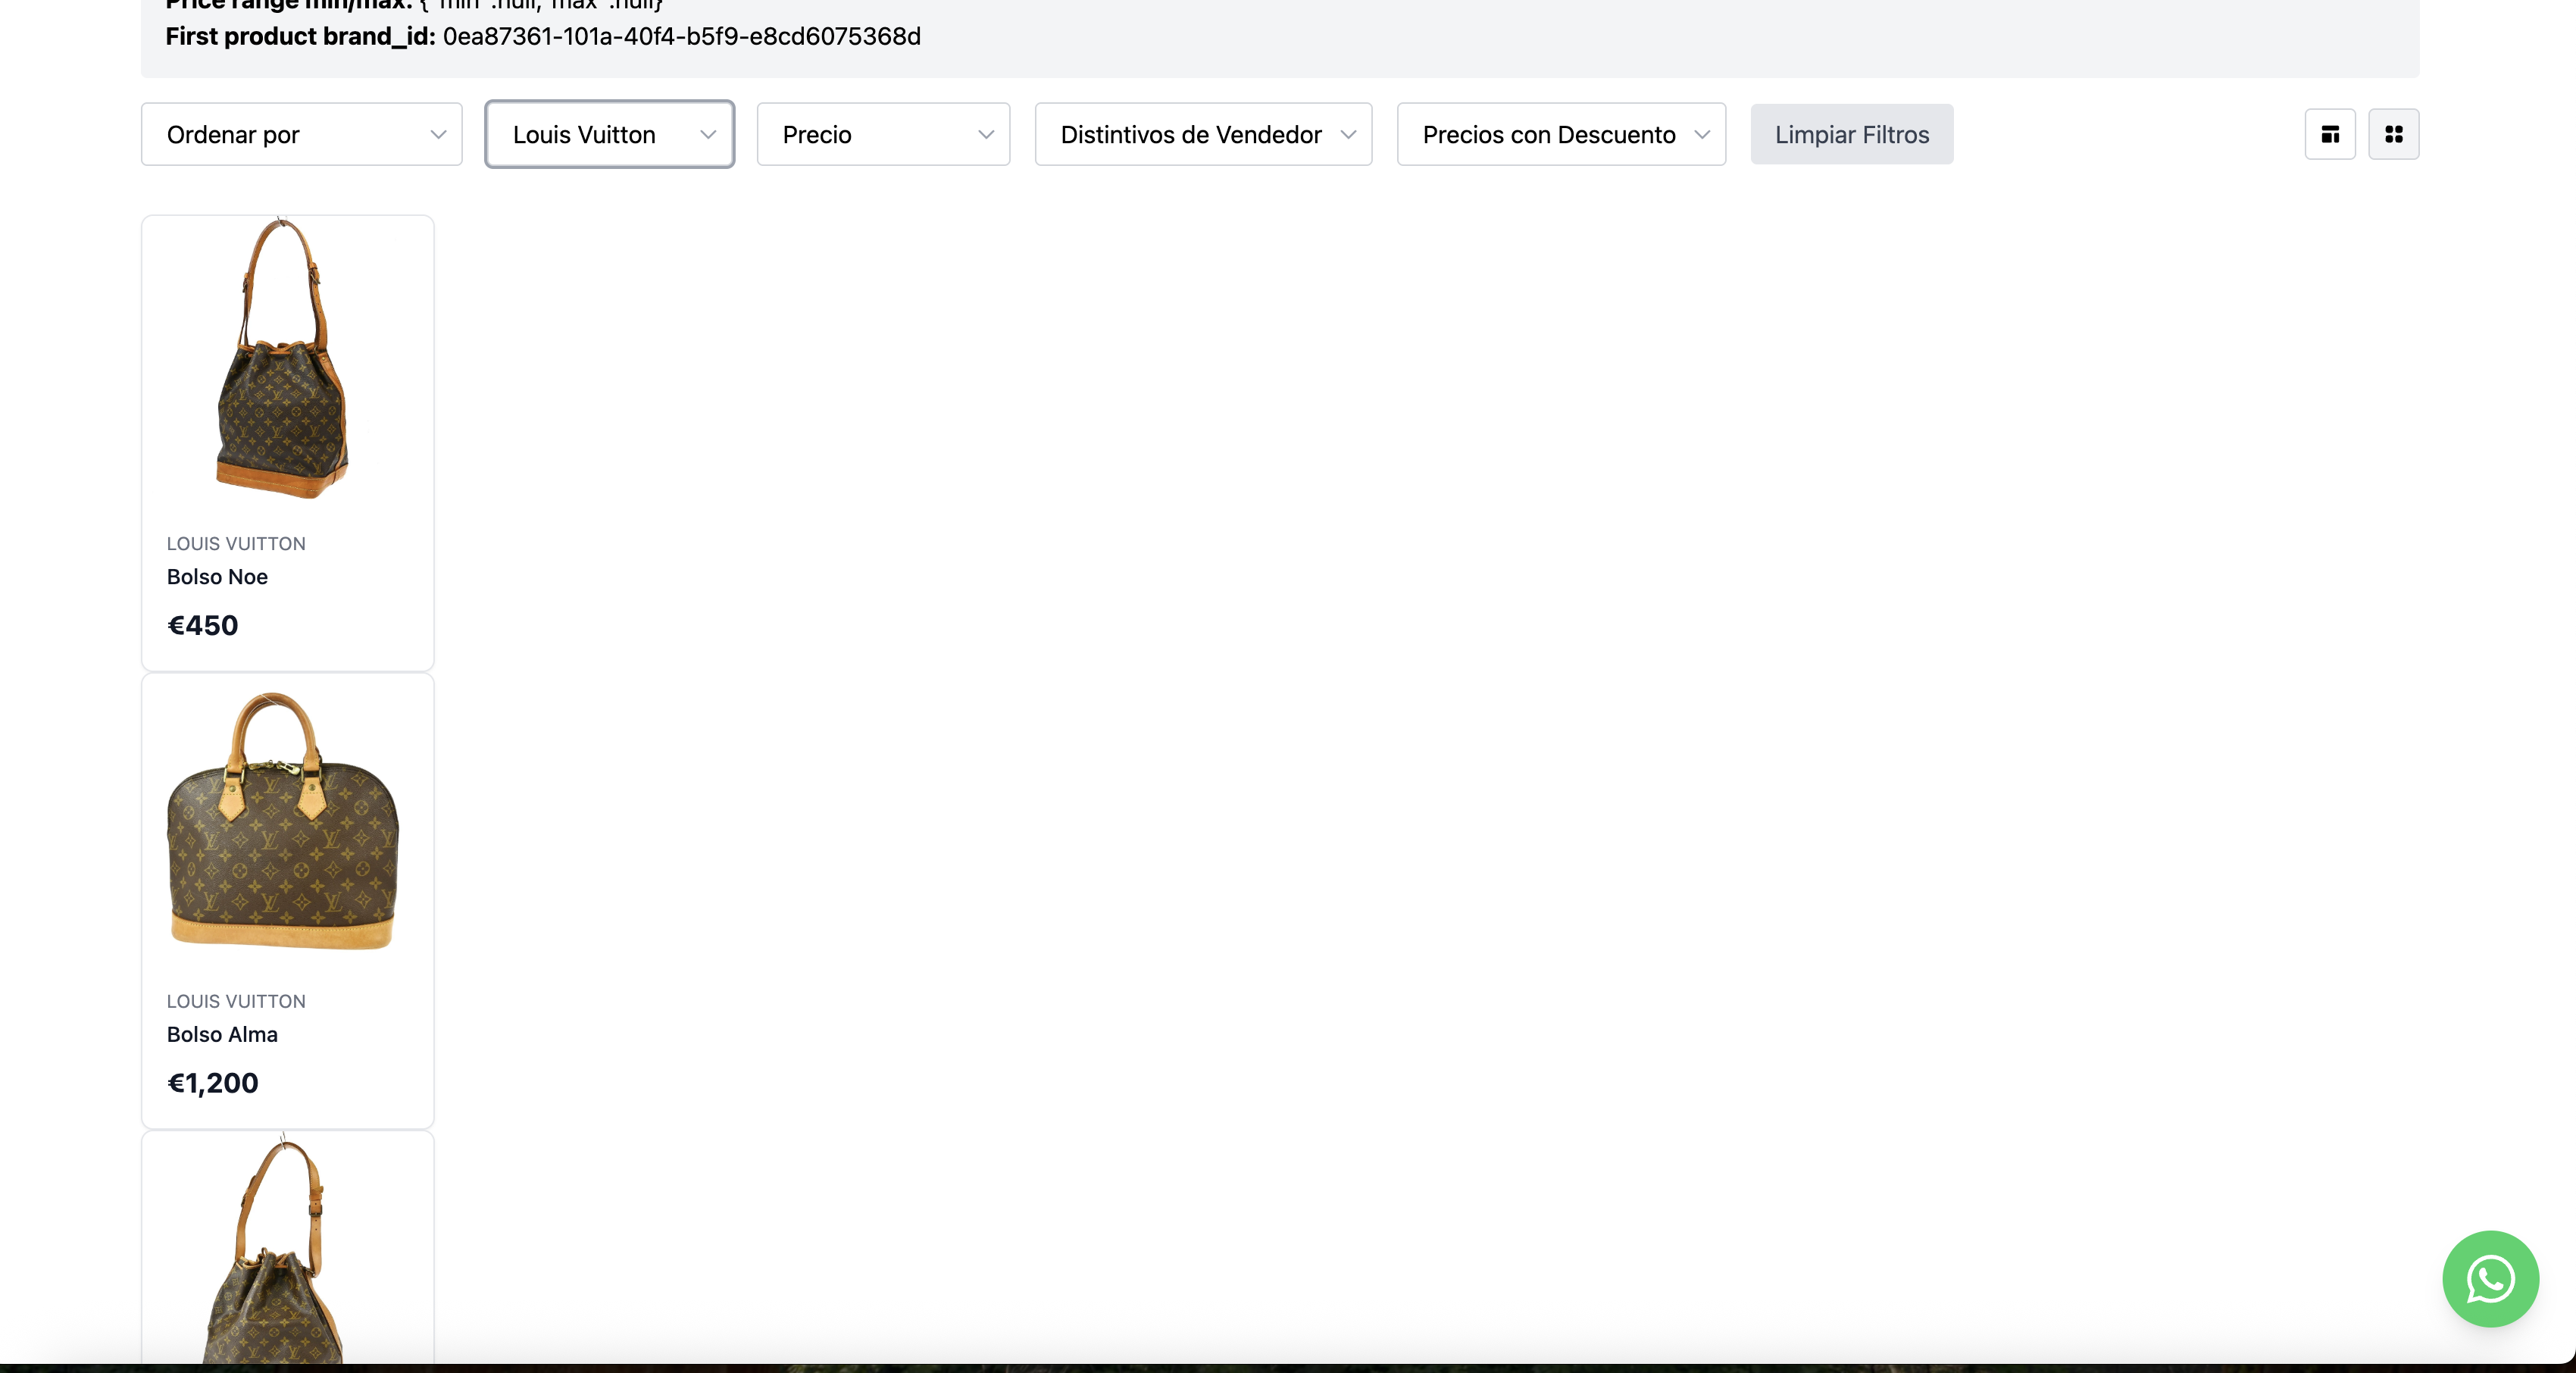 Price range min/max: {"min":null,"max":null}
First product brand_id: 0ea87361-101a-40f4-b5f9-e8cd6075368d
Ordenar por
Louis Vuitton
Precio
Distintivos de Vendedor
Precios con Descuento
Limpiar Filtros
LOUIS VUITTON
Bolso Noe
€450
LOUIS VUITTON
Bolso Alma
€1,200